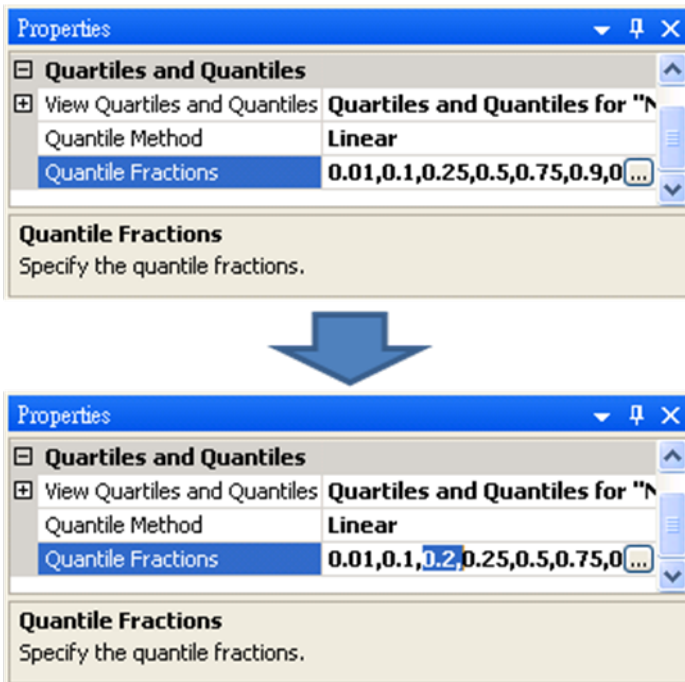 Properties
Quartiles and Quantiles
View Quartiles and Quantiles Quartiles and Quantiles for "N
Quantile Method Linear
Quantile Fractions 0.01,0.1,0.25,0.5,0.75,0.9,0...
Quantile Fractions
Specify the quantile fractions.
Properties
Quartiles and Quantiles
View Quartiles and Quantiles Quartiles and Quantiles for "N
Quantile Method Linear
Quantile Fractions 0.01,0.1,0.2,0.25,0.5,0.75,0...
Quantile Fractions
Specify the quantile fractions.